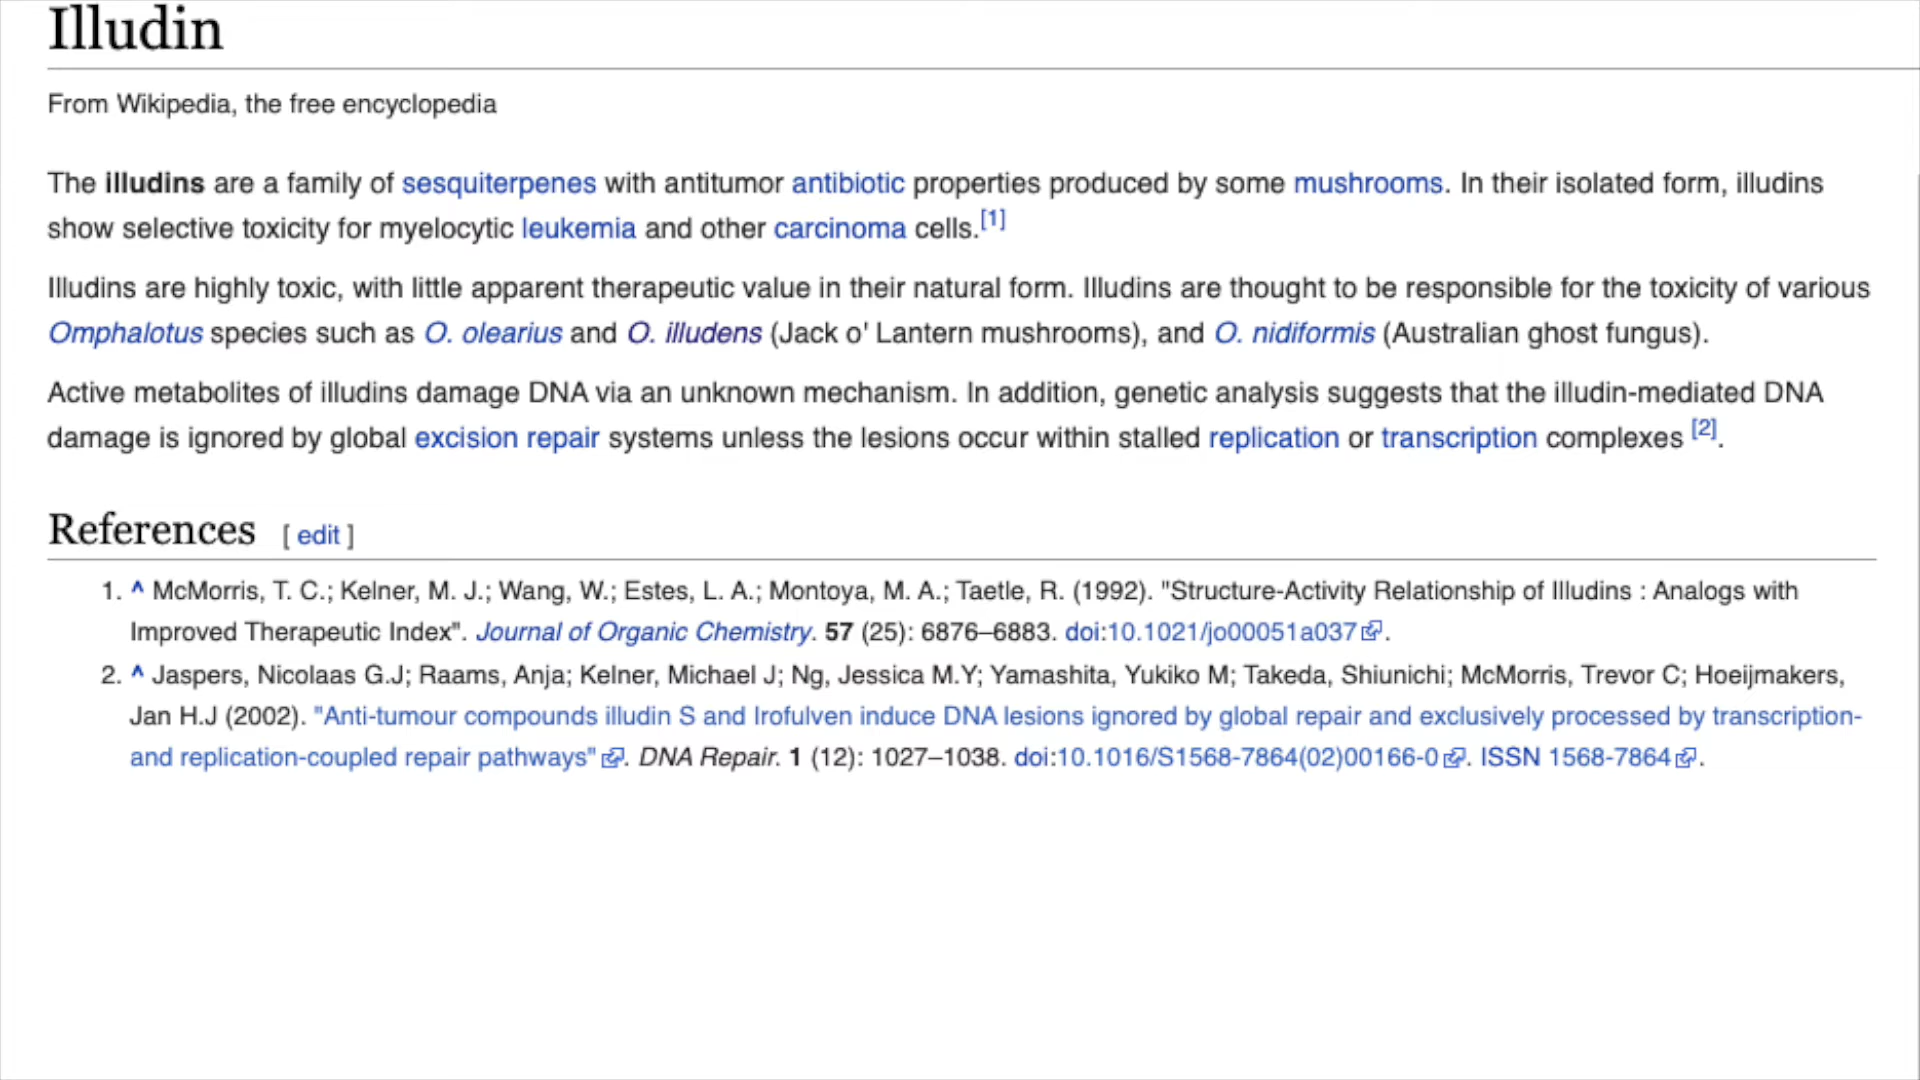 Illudin
From Wikipedia, the free encyclopedia
The illudins are a family of sesquiterpenes with antitumor antibiotic properties produced by some mushrooms. In their isolated form, illudins
show selective toxicity for myelocytic leukemia and other carcinoma cells.[1]
Illudins are highly toxic, with little apparent therapeutic value in their natural form. Illudins are thought to be responsible for the toxicity of various
Omphalotus species such as O. olearius and O. illudens (Jack o' Lantern mushrooms), and O. nidiformis (Australian ghost fungus).
Active metabolites of illudins damage DNA via an unknown mechanism. In addition, genetic analysis suggests that the illudin-mediated DNA
damage is ignored by global excision repair systems unless the lesions occur within stalled replication or transcription complexes [2].
References [ edit ]
1. ^ McMorris, T. C.; Kelner, M. J.; Wang, W.; Estes, L. A.; Montoya, M. A.; Taetle, R. (1992). "Structure-Activity Relationship of Illudins : Analogs with
Improved Therapeutic Index". Journal of Organic Chemistry. 57 (25): 6876–6883. doi:10.1021/jo00051a037.
2. ^ Jaspers, Nicolaas G.J; Raams, Anja; Kelner, Michael J; Ng, Jessica M.Y; Yamashita, Yukiko M; Takeda, Shiunichi; McMorris, Trevor C; Hoeijmakers,
Jan H.J (2002). "Anti-tumour compounds illudin S and Irofulven induce DNA lesions ignored by global repair and exclusively processed by transcription-
and replication-coupled repair pathways". DNA Repair. 1 (12): 1027–1038. doi:10.1016/S1568-7864(02)00166-0. ISSN 1568-7864.